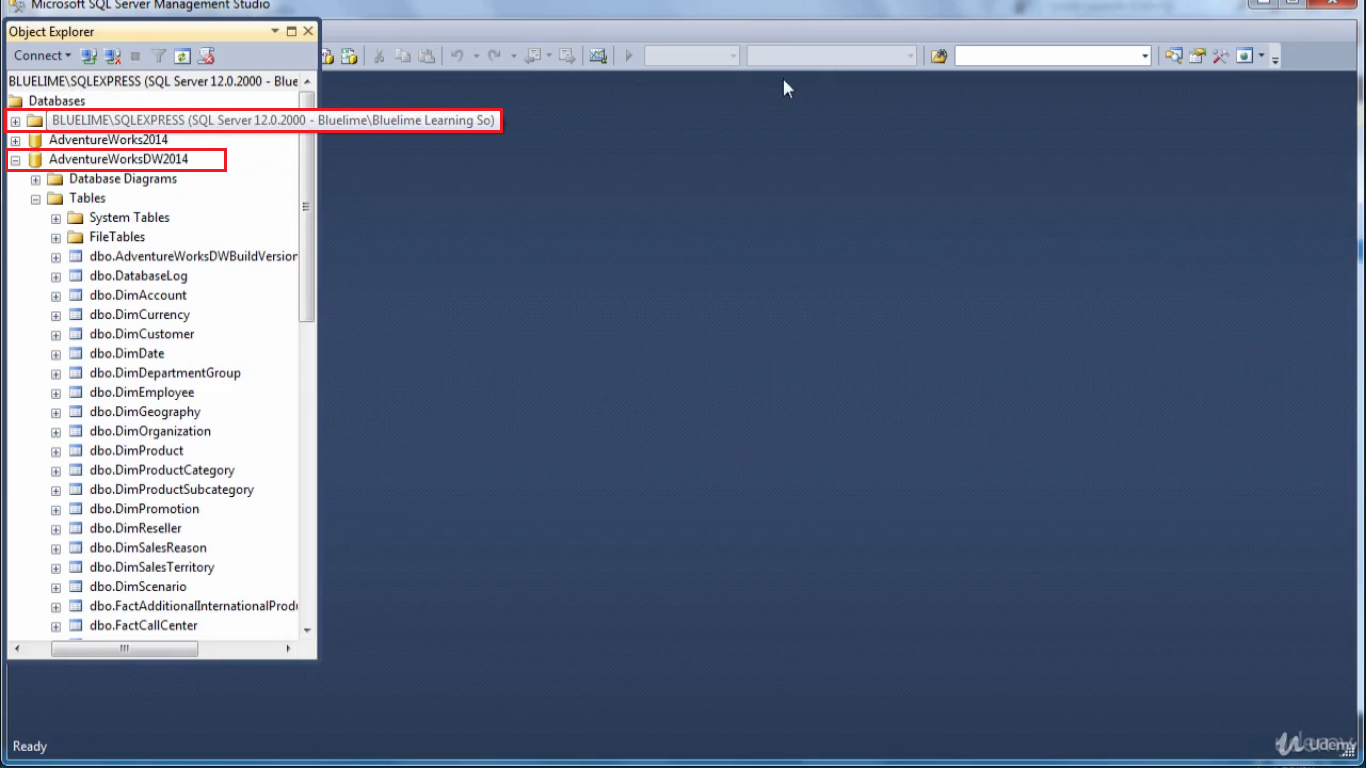 Microsoft SQL Server Management Studio
Object Explorer
Connect
BLUELIME\SQLEXPRESS (SQL Server 12.0.2000 - Blue
Databases
BLUELIME\SQLEXPRESS (SQL Server 12.0.2000 - Bluelime\Bluelime Learning So)
AdventureWorks2014
AdventureWorksDW2014
Database Diagrams
Tables
System Tables
FileTables
dbo.AdventureWorksDWBuildVersion
dbo.DatabaseLog
dbo.DimAccount
dbo.DimCurrency
dbo.DimCustomer
dbo.DimDate
dbo.DimDepartmentGroup
dbo.DimEmployee
dbo.DimGeography
dbo.DimOrganization
dbo.DimProduct
dbo.DimProductCategory
dbo.DimProductSubcategory
dbo.DimPromotion
dbo.DimReseller
dbo.DimSalesReason
dbo.DimSalesTerritory
dbo.DimScenario
dbo.FactAdditionalInternationalProdu
dbo.FactCallCenter
Ready
Udemy